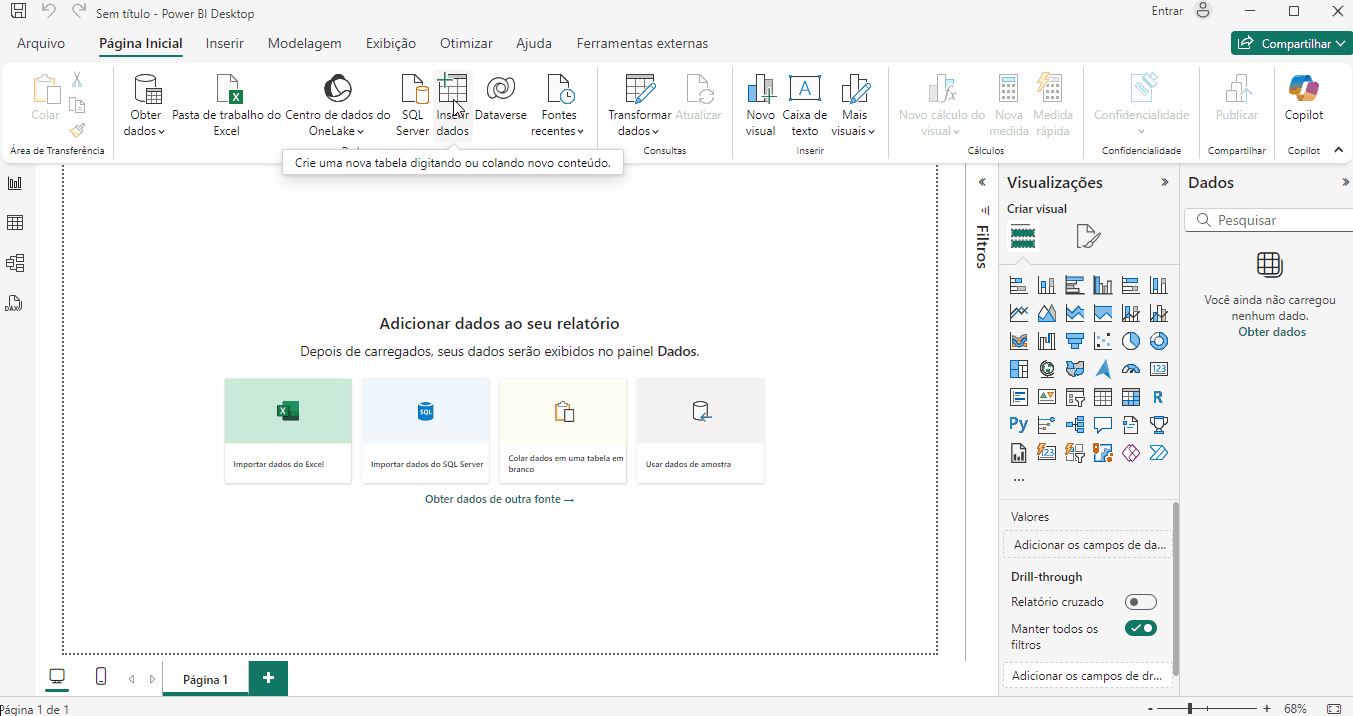 Sem título - Power BI Desktop
Entrar
Arquivo
Página Inicial
Inserir
Modelagem
Exibição
Otimizar
Ajuda
Ferramentas externas
Compartilhar
Colar
Área de Transferência
Obter
dados
Pasta de trabalho do
Excel
Centro de dados do
OneLake
SQL
Server
Inserir
dados
Dataverse
Fontes
recentes
Transformar
dados
Atualizar
Consultas
Novo
visual
Caixa de
texto
Mais
visuais
Inserir
Novo cálculo do
visual
Nova
medida
Medida
rápida
Cálculos
Confidencialidade
Confidencialidade
Publicar
Compartilhar
Copilot
Copilot
Crie uma nova tabela digitando ou colando novo conteúdo.
Adicionar dados ao seu relatório
Depois de carregados, seus dados serão exibidos no painel Dados.
SQL
Importar dados do Excel
Importar dados do SQL Server
Colar dados em uma tabela em
branco
Usar dados de amostra
Obter dados de outra fonte →
Filtros
Visualizações
Criar visual
123
R
Py
123
...
Valores
Adicionar os campos de da...
Drill-through
Relatório cruzado
Manter todos os
filtros
Adicionar os campos de dr...
Dados
Pesquisar
Você ainda não carregou
nenhum dado.
Obter dados
DAX
Página 1
+
Página 1 de 1
- + 68%